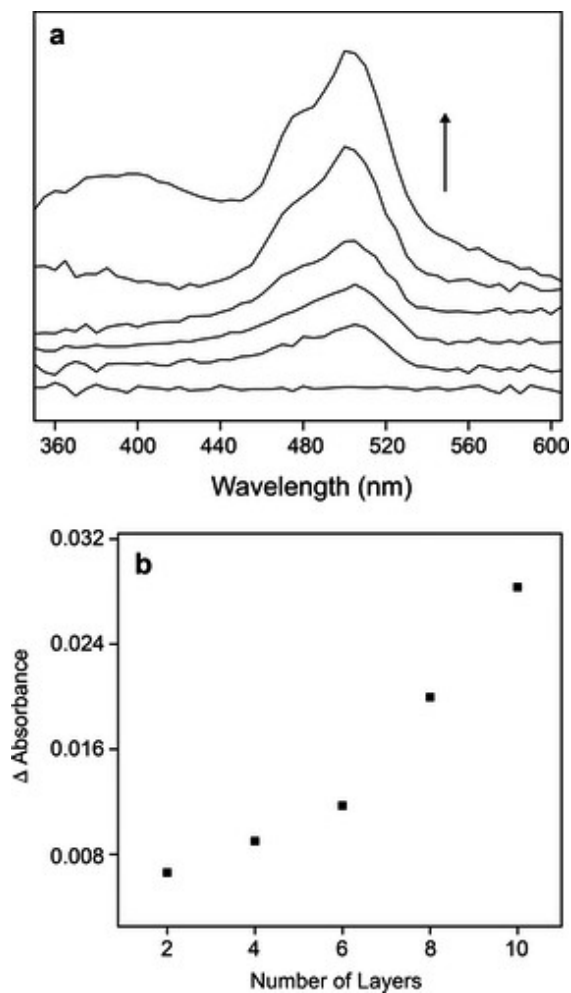 a
360 400 440 480 520 560 600
Wavelength (nm)
b
0.032
0.024
0.016
0.008
Δ Absorbance
2 4 6 8 10
Number of Layers